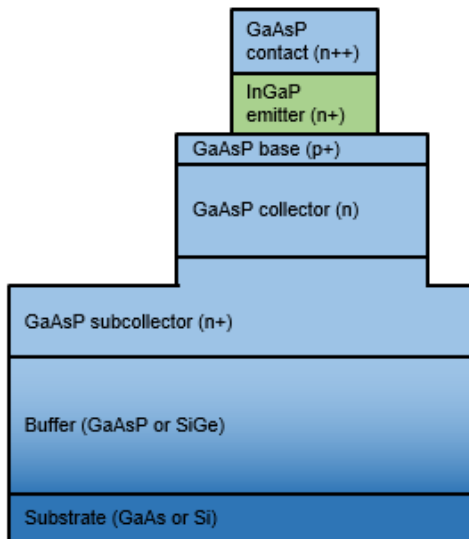 GaAsP
contact (n++)
InGaP
emitter (n+)
GaAsP base (p+)
GaAsP collector (n)
GaAsP subcollector (n+)
Buffer (GaAsP or SiGe)
Substrate (GaAs or Si)